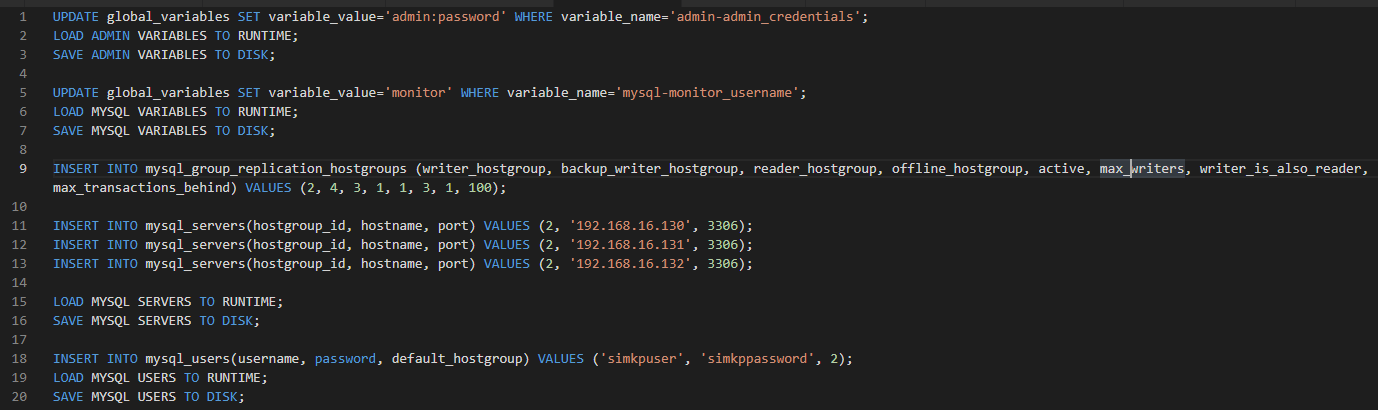 1 UPDATE global_variables SET variable_value='admin:password' WHERE variable_name='admin-admin_credentials';
2 LOAD ADMIN VARIABLES TO RUNTIME;
3 SAVE ADMIN VARIABLES TO DISK;
4
5 UPDATE global_variables SET variable_value='monitor' WHERE variable_name='mysql-monitor_username';
6 LOAD MYSQL VARIABLES TO RUNTIME;
7 SAVE MYSQL VARIABLES TO DISK;
8
9 INSERT INTO mysql_group_replication_hostgroups (writer_hostgroup, backup_writer_hostgroup, reader_hostgroup, offline_hostgroup, active, max_writers, writer_is_also_reader,
max_transactions_behind) VALUES (2, 4, 3, 1, 1, 3, 1, 100);
10
11 INSERT INTO mysql_servers(hostgroup_id, hostname, port) VALUES (2, '192.168.16.130', 3306);
12 INSERT INTO mysql_servers(hostgroup_id, hostname, port) VALUES (2, '192.168.16.131', 3306);
13 INSERT INTO mysql_servers(hostgroup_id, hostname, port) VALUES (2, '192.168.16.132', 3306);
14
15 LOAD MYSQL SERVERS TO RUNTIME;
16 SAVE MYSQL SERVERS TO DISK;
17
18 INSERT INTO mysql_users(username, password, default_hostgroup) VALUES ('simkpuser', 'simkppassword', 2);
19 LOAD MYSQL USERS TO RUNTIME;
20 SAVE MYSQL USERS TO DISK;